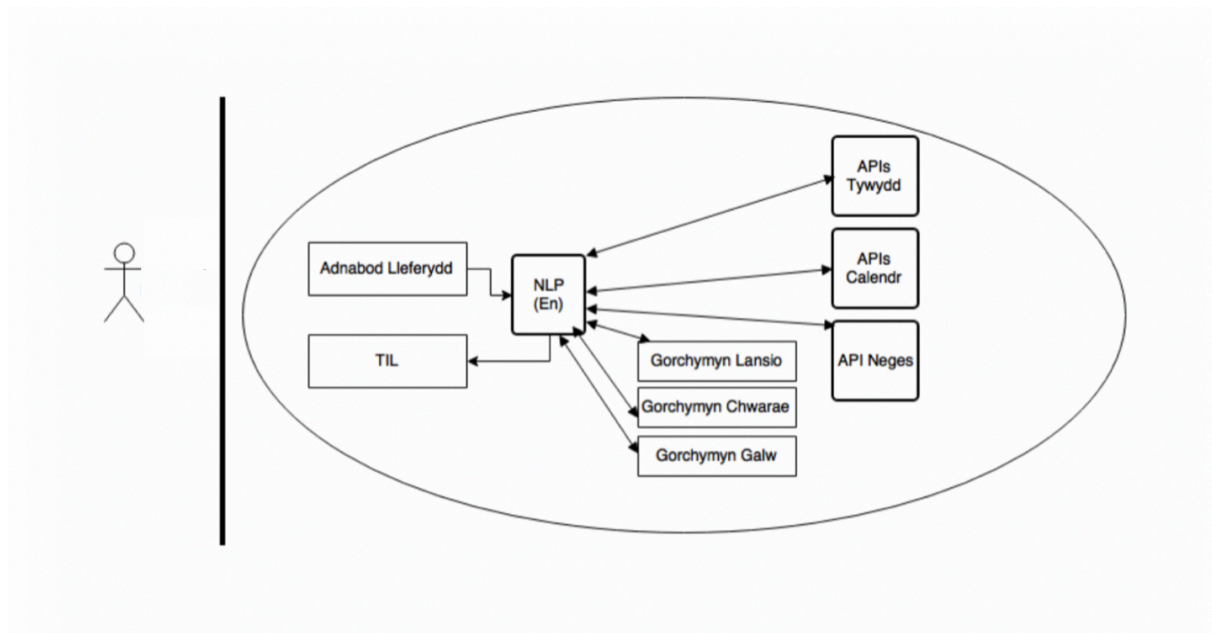 APIs
Tywydd
Adnabod Lleferydd
NLP
(En)
APIs
Calendr
TIL
Gorchymyn Lansio
API Neges
Gorchymyn Chwarae
Gorchymyn Galw